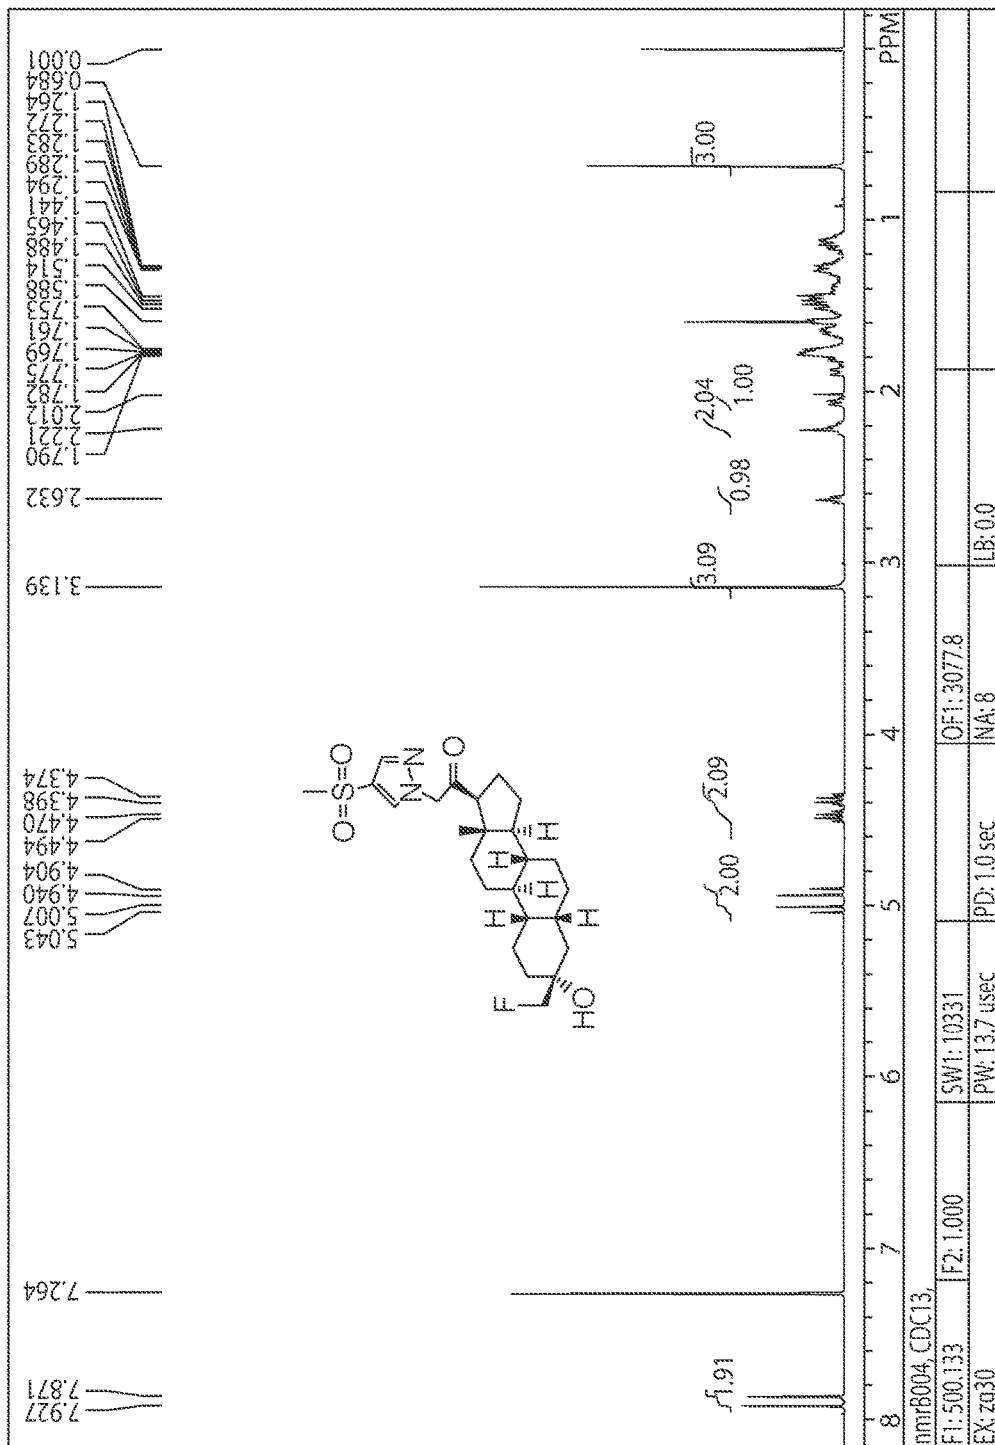 7.927
7.871
7.264
5.043
5.007
4.940
4.904
4.494
4.470
4.398
4.374
3.139
2.632
1.790
2.221
2.012
1.782
1.775
1.769
1.761
1.753
1.588
1.514
1.488
1.465
1.441
1.294
1.289
1.283
1.272
1.264
0.684
0.001
O=S=O
N
N
O
H
H
H
H
H
F
HO
1.91
2.00
2.09
3.09
0.98
2.04
1.00
3.00
8 7 6 5 4 3 2 1 PPM
nmrB004, CDC13,
F1: 500.133 F2: 1.000 SW1: 10331 OF1: 3077.8
EX: zg30 PW: 13.7 usec PD: 1.0 sec NA: 8 LB: 0.0